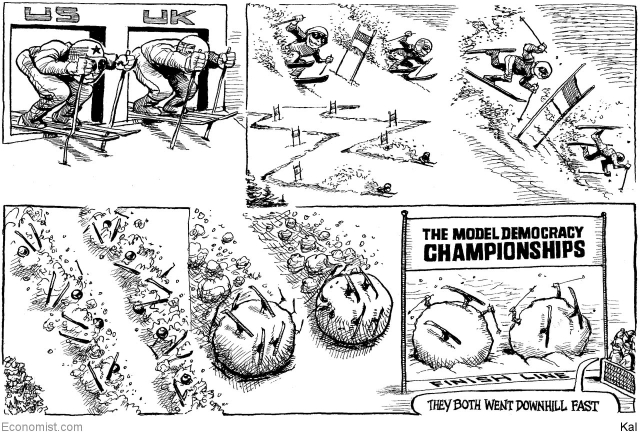 US
UK
THE MODEL DEMOCRACY
CHAMPIONSHIPS
FINISH LINE
THEY BOTH WENT DOWNHILL FAST
Economist.com
Kal